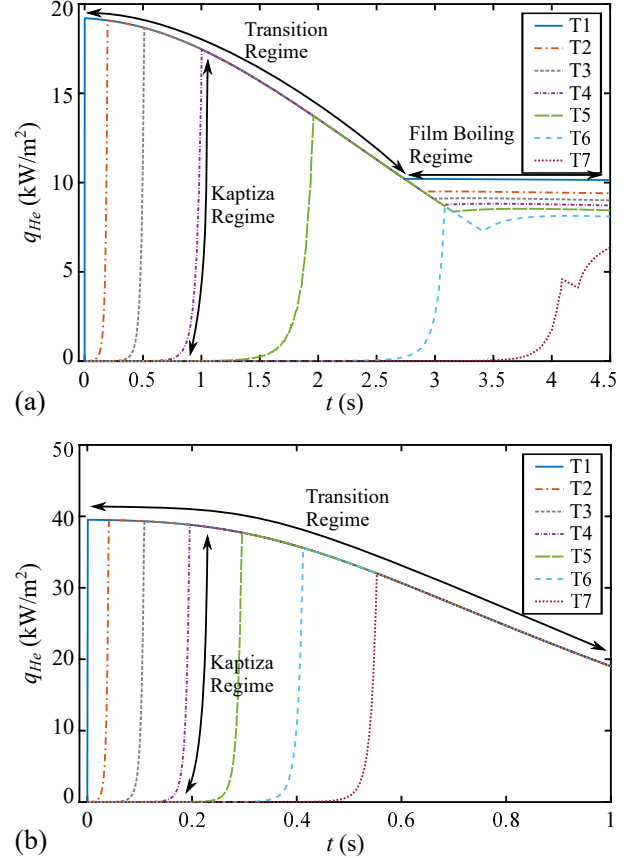 20
15
10
5
0
q_He (kW/m²)
Transition
Regime
Film Boiling
Regime
Kaptiza
Regime
T1
T2
T3
T4
T5
T6
T7
0 0.5 1 1.5 2 2.5 3 3.5 4 4.5
t (s)
(a)
50
40
30
20
10
0
q_He (kW/m²)
Transition
Regime
Kaptiza
Regime
T1
T2
T3
T4
T5
T6
T7
0 0.2 0.4 0.6 0.8 1
t (s)
(b)